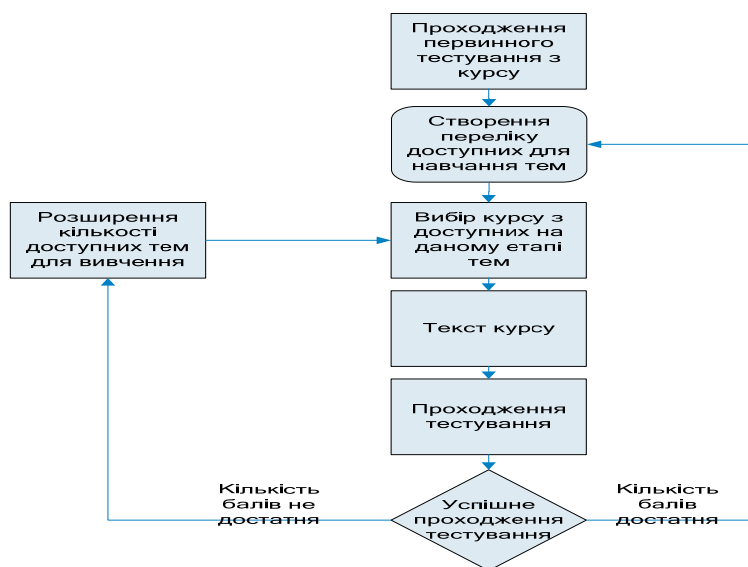 Проходження
первинного
тестування з
курсу
Створення
переліку
доступних для
навчання тем
Розширення
кількості
доступних тем
для вивчення
Вибір курсу з
доступних на
даному етапі
тем
Текст курсу
Проходження
тестування
Кількість
балів не
достатня
Успішне
проходження
тестування
Кількість
балів
достатня